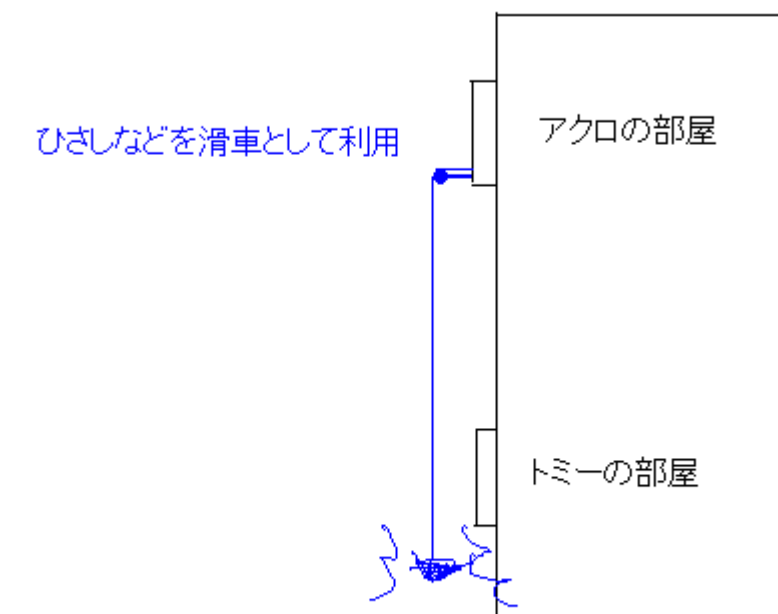 アクロの部屋
ひさしなどを滑車として利用
トミーの部屋